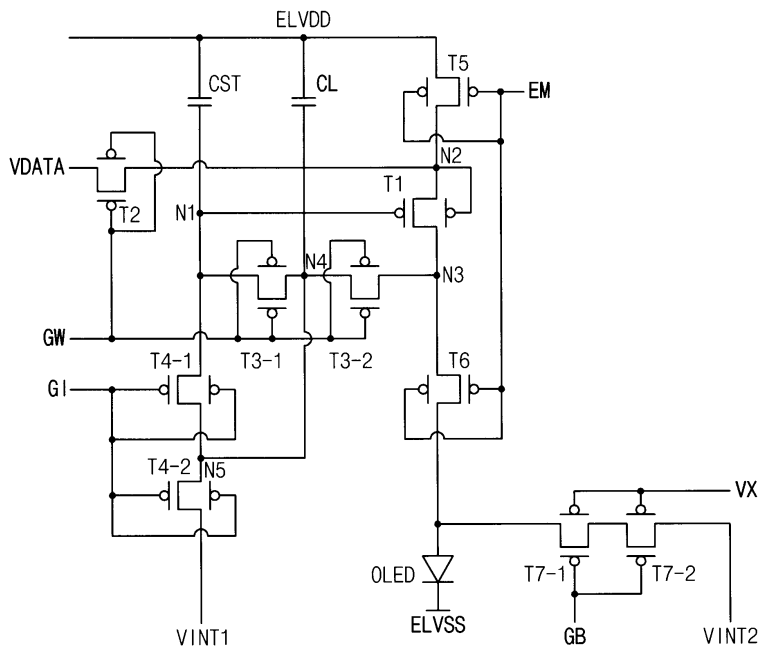 ELVDD
T5
CST
CL
EM
N2
VDATA
T1
T2
N1
N4
N3
GW
T4-1
T3-1
T3-2
T6
GI
T4-2
N5
VX
OLED
T7-1
T7-2
ELVSS
VINT1
GB
VINT2